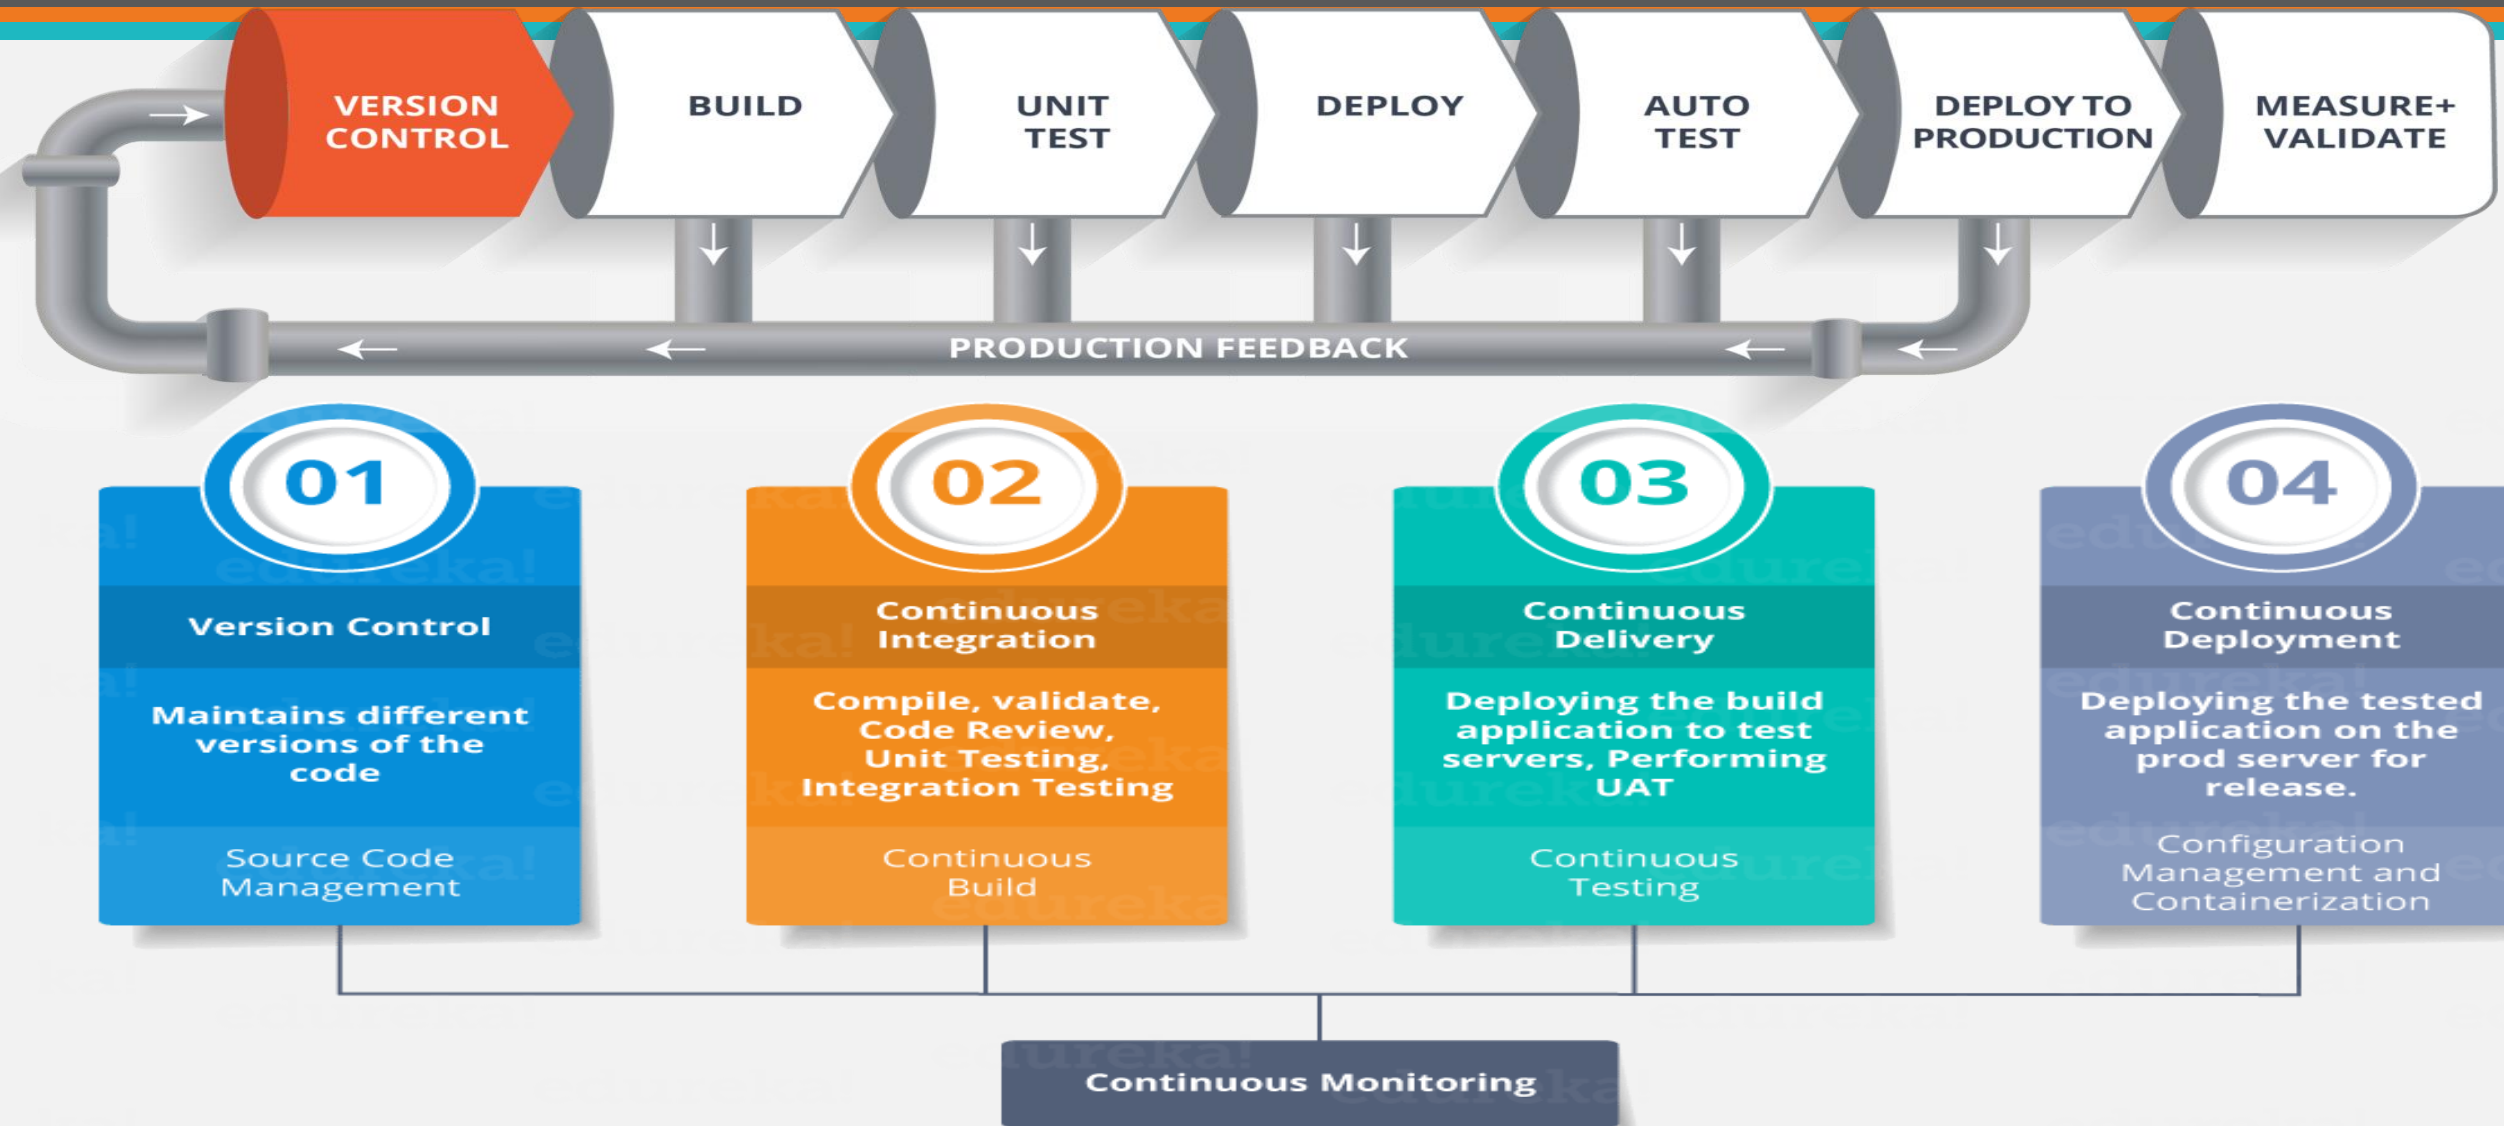 VERSION
CONTROL
BUILD
UNIT
TEST
DEPLOY
AUTO
TEST
DEPLOY TO
PRODUCTION
MEASURE+
VALIDATE
PRODUCTION FEEDBACK
01
Version Control
Maintains different
versions of the
code
Source Code
Management
02
Continuous
Integration
Compile, validate,
Code Review,
Unit Testing,
Integration Testing
Continuous
Build
03
Continuous
Delivery
Deploying the build
application to test
servers, Performing
UAT
Continuous
Testing
04
Continuous
Deployment
Deploying the tested
application on the
prod server for
release.
Configuration
Management and
Containerization
Continuous Monitoring
edureka!